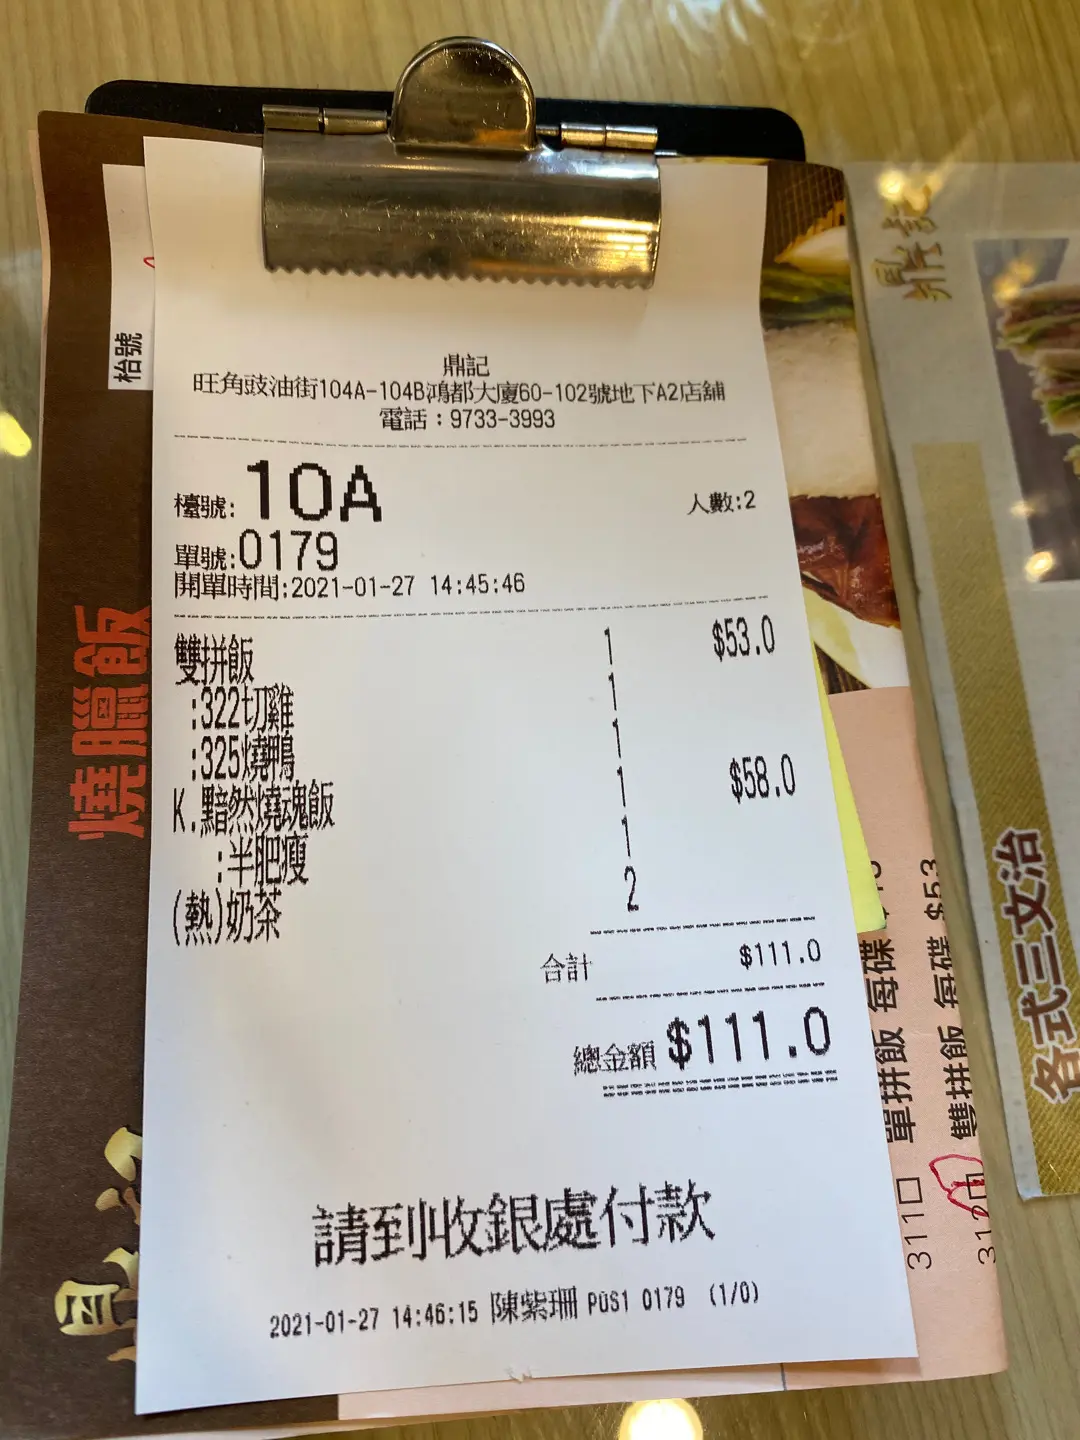 鼎記
旺角豉油街104A-104B鴻都大廈60-102號地下A2店舖
電話：9733-3993
檯號:10A 人數:2
單號:0179
開單時間:2021-01-27 14:45:46
雙拼飯 1 $53.0
:322切雞 1
:325燒鴨 1
K.黯然燒魂飯 1 $58.0
:半肥瘦 1
(熱)奶茶 2
合計 $111.0
總金額 $111.0
請到收銀處付款
2021-01-27 14:46:15 陳紫珊 POS1 0179 (1/0)
枱號
燒臘飯
鼎記
各式三文治
311□ 單拼飯 每碟
312□ 雙拼飯 每碟 $53